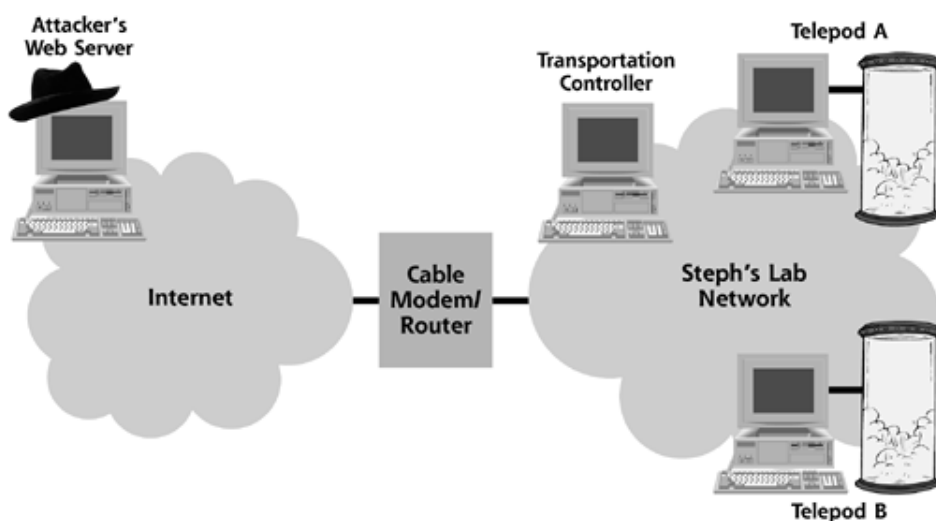 Attacker's
Web Server
Internet
Cable
Modem/
Router
Transportation
Controller
Telepod A
Steph's Lab
Network
Telepod B